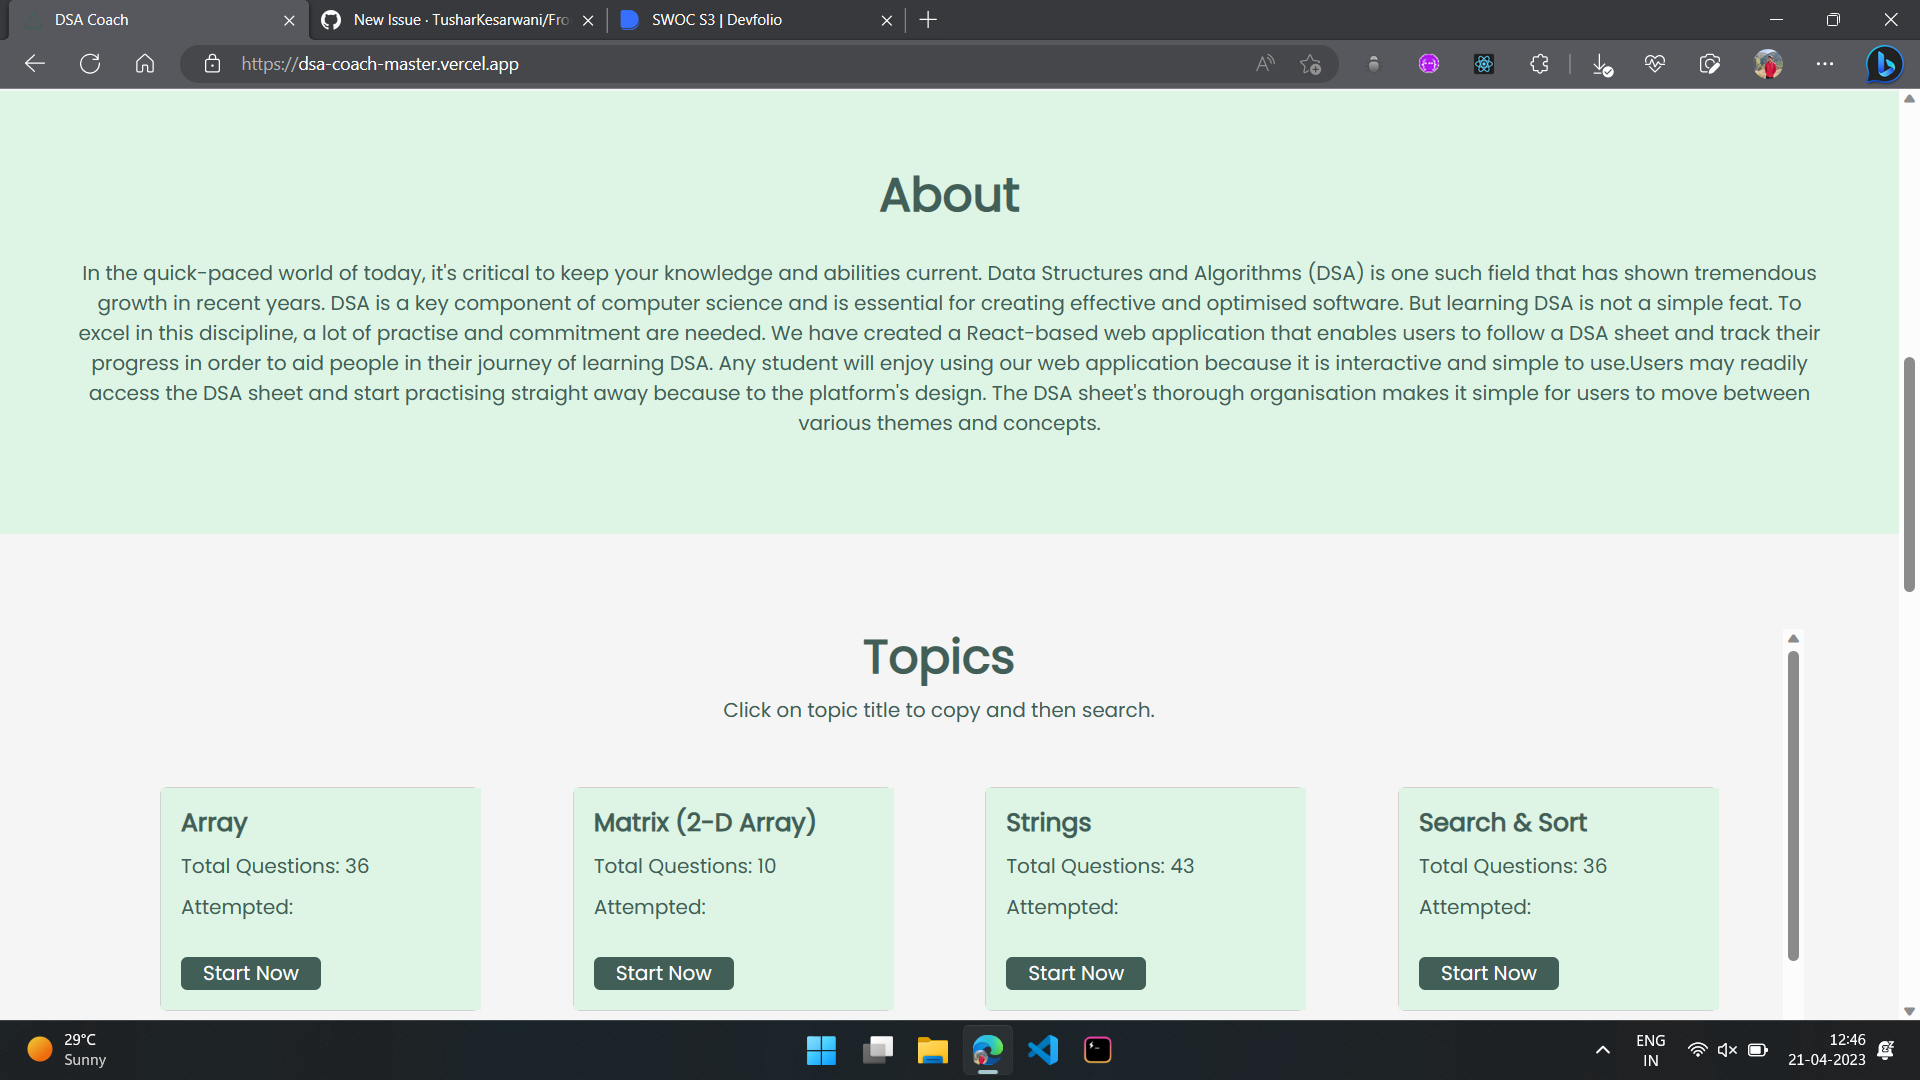 DSA Coach
New Issue · TusharKesarwani/Fro
SWOC S3 | Devfolio
https://dsa-coach-master.vercel.app
About
In the quick-paced world of today, it's critical to keep your knowledge and abilities current. Data Structures and Algorithms (DSA) is one such field that has shown tremendous
growth in recent years. DSA is a key component of computer science and is essential for creating effective and optimised software. But learning DSA is not a simple feat. To
excel in this discipline, a lot of practise and commitment are needed. We have created a React-based web application that enables users to follow a DSA sheet and track their
progress in order to aid people in their journey of learning DSA. Any student will enjoy using our web application because it is interactive and simple to use.Users may readily
access the DSA sheet and start practising straight away because to the platform's design. The DSA sheet's thorough organisation makes it simple for users to move between
various themes and concepts.
Topics
Click on topic title to copy and then search.
Array
Total Questions: 36
Attempted:
Start Now
Matrix (2-D Array)
Total Questions: 10
Attempted:
Start Now
Strings
Total Questions: 43
Attempted:
Start Now
Search & Sort
Total Questions: 36
Attempted:
Start Now
29°C
Sunny
ENG
IN
12:46
21-04-2023